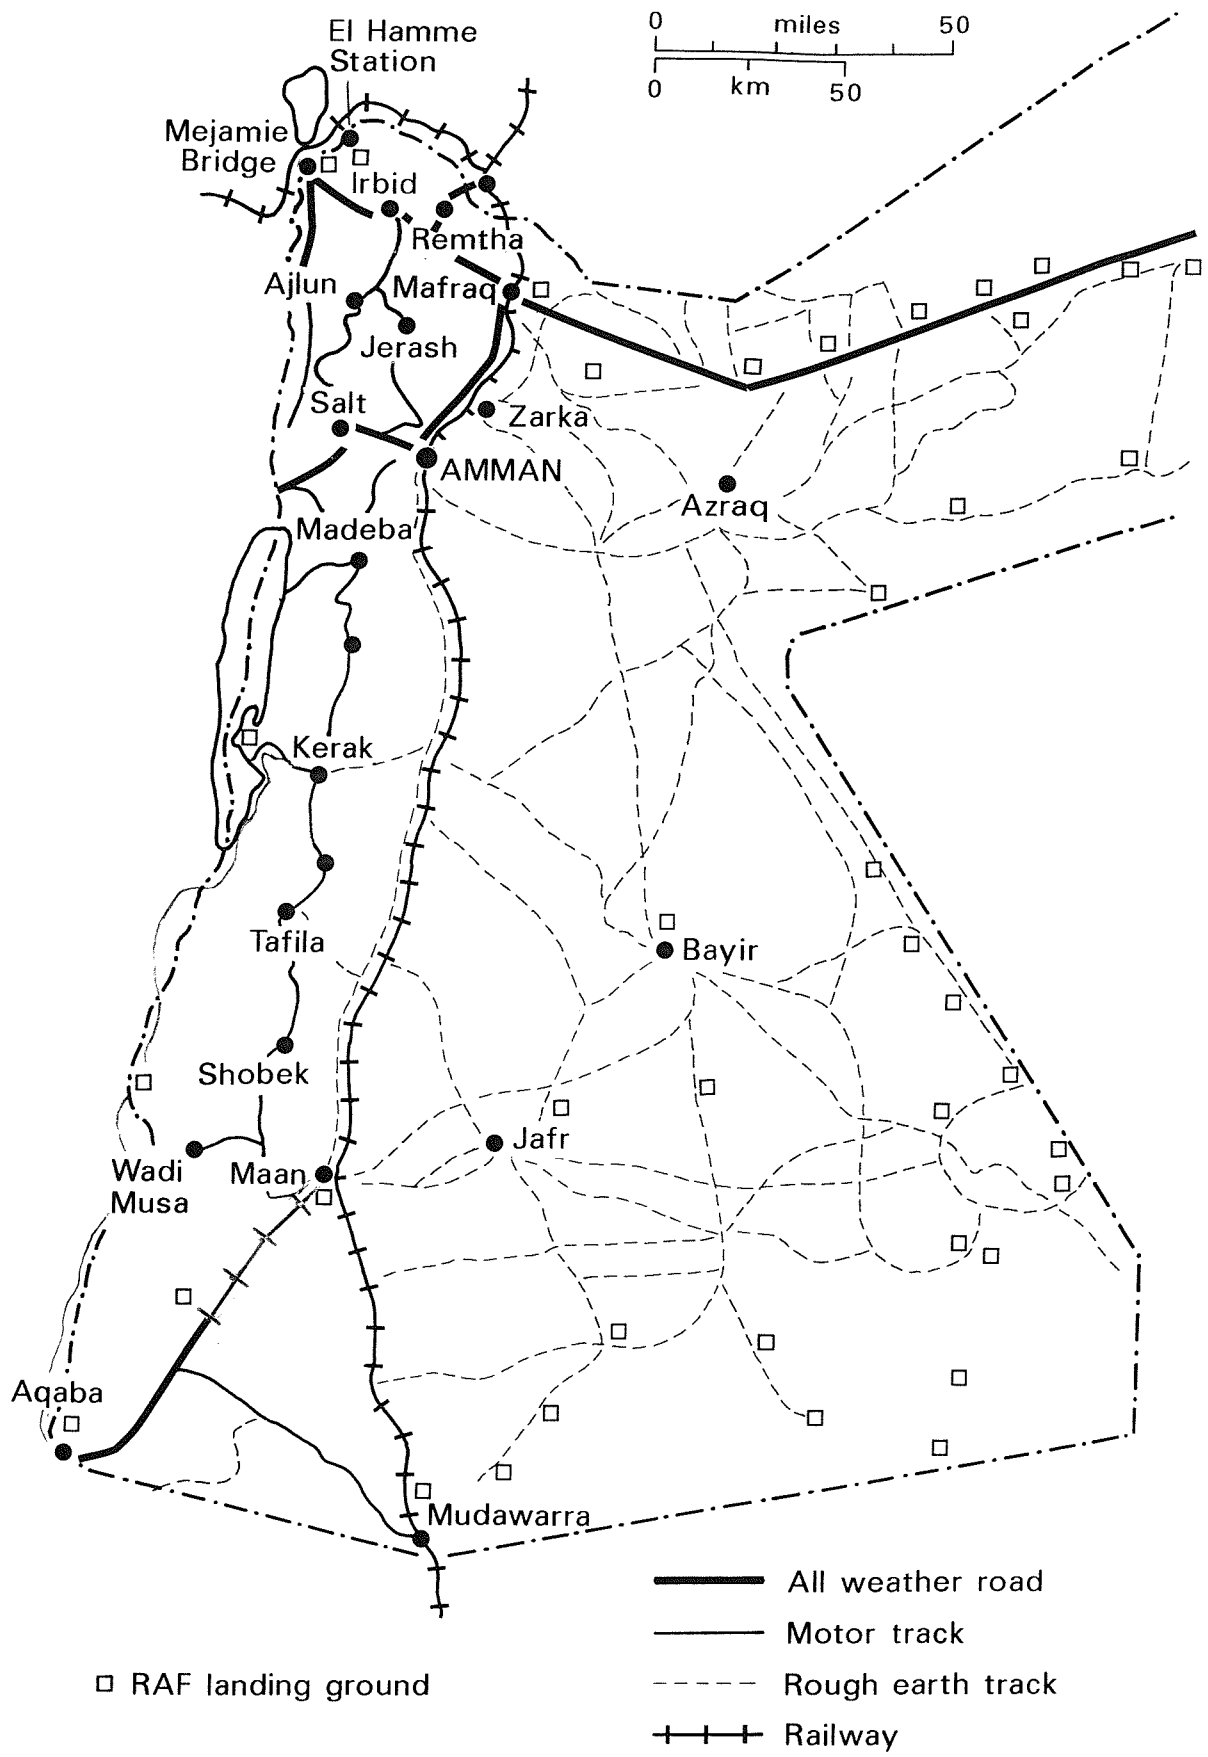 El Hamme
Station
0 miles 50
0 km 50
Mejamie
Bridge
Irbid
Remtha
Ajlun
Mafraq
Jerash
Salt
Zarka
AMMAN
Azraq
Madeba
Kerak
Tafila
Bayir
Shobek
Jafr
Wadi
Musa
Maan
Aqaba
Mudawarra
All weather road
Motor track
RAF landing ground
Rough earth track
Railway